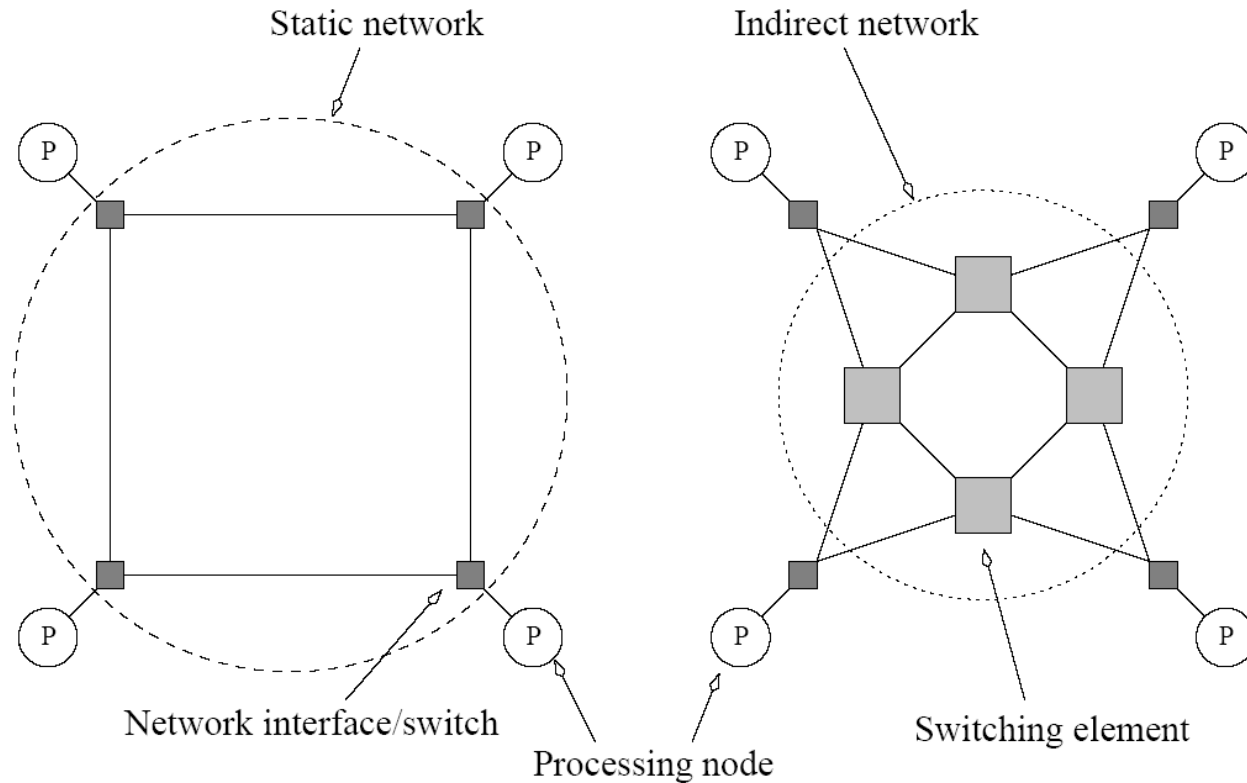 Static network
Indirect network
P
P
P
P
P
P
P
P
Network interface/switch
Switching element
Processing node